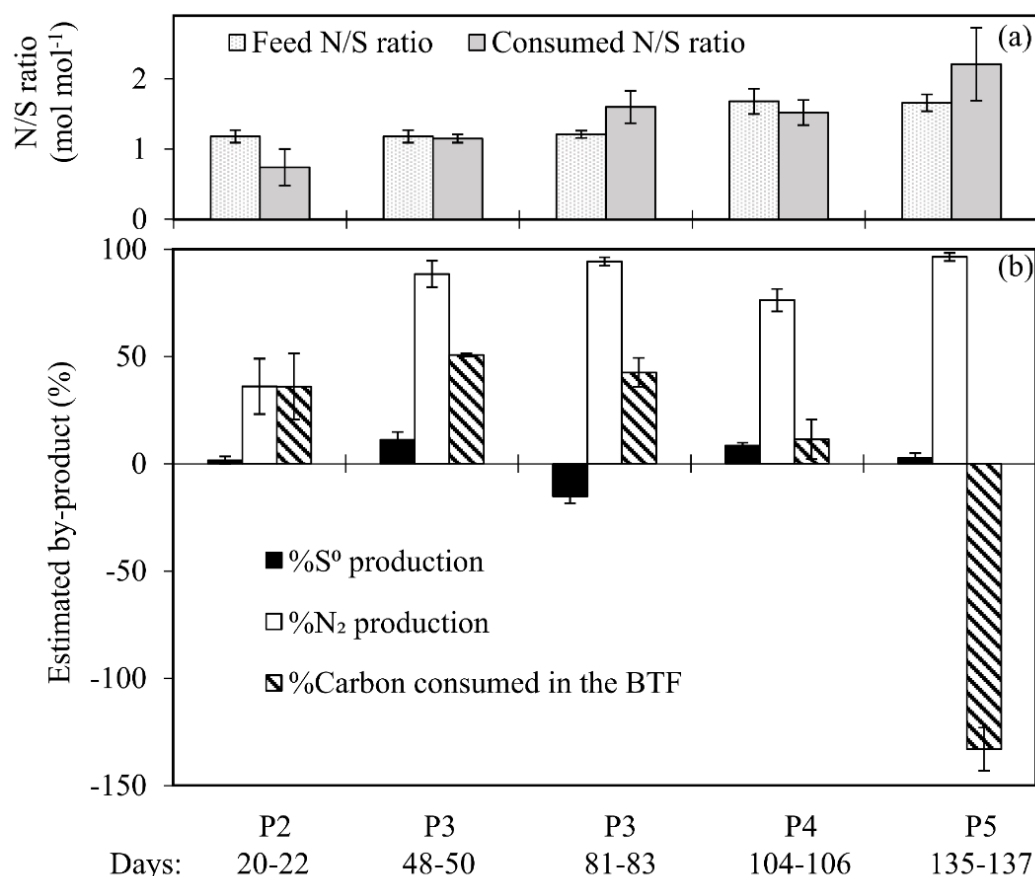 N/S ratio
(mol mol⁻¹)
(a)
Feed N/S ratio
Consumed N/S ratio
2
1
0
Estimated by-product (%)
(b)
100
50
0
-50
-100
-150
%S⁰ production
%N₂ production
%Carbon consumed in the BTF
P2 P3 P3 P4 P5
Days: 20-22 48-50 81-83 104-106 135-137